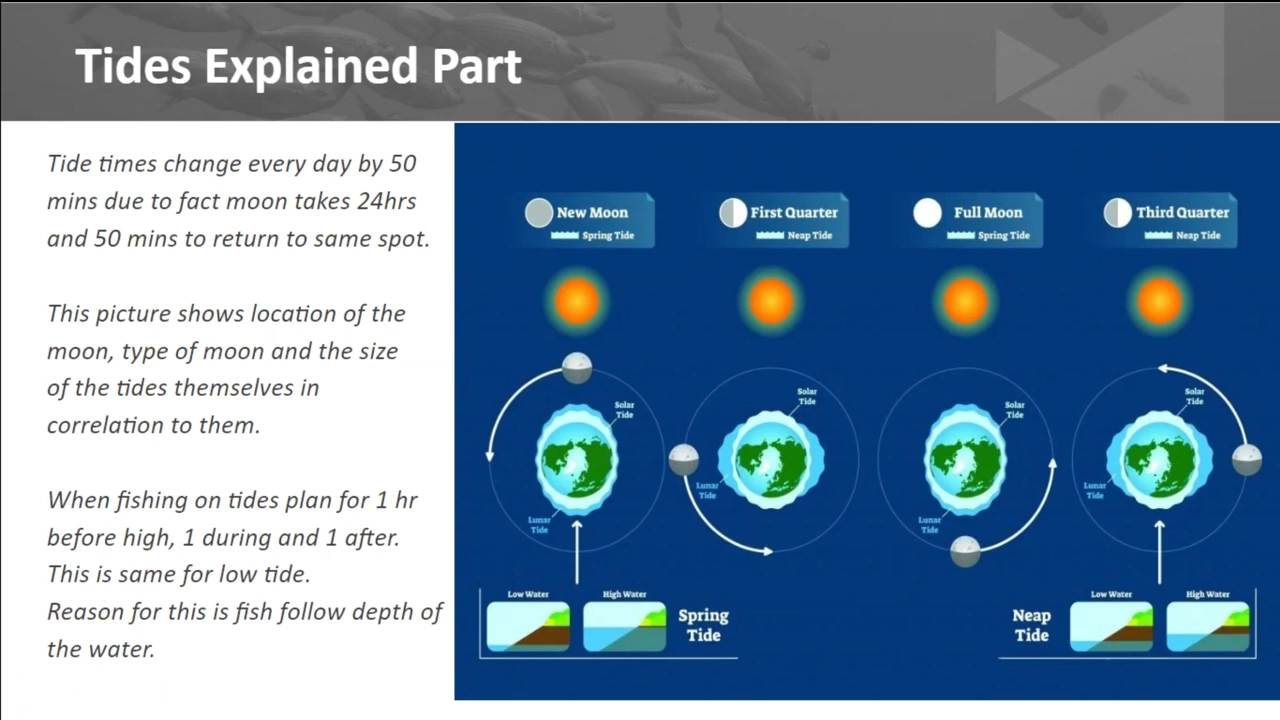 Tides Explained Part
Tide times change every day by 50
mins due to fact moon takes 24hrs
and 50 mins to return to same spot.
This picture shows location of the
moon, type of moon and the size
of the tides themselves in
correlation to them.
When fishing on tides plan for 1 hr
before high, 1 during and 1 after.
This is same for low tide.
Reason for this is fish follow depth of
the water.
New Moon
Spring Tide
First Quarter
Neap Tide
Full Moon
Spring Tide
Third Quarter
Neap Tide
Solar
Tide
Lunar
Tide
Solar
Tide
Lunar
Tide
Solar
Tide
Lunar
Tide
Solar
Tide
Lunar
Tide
Low Water
High Water
Spring
Tide
Neap
Tide
Low Water
High Water